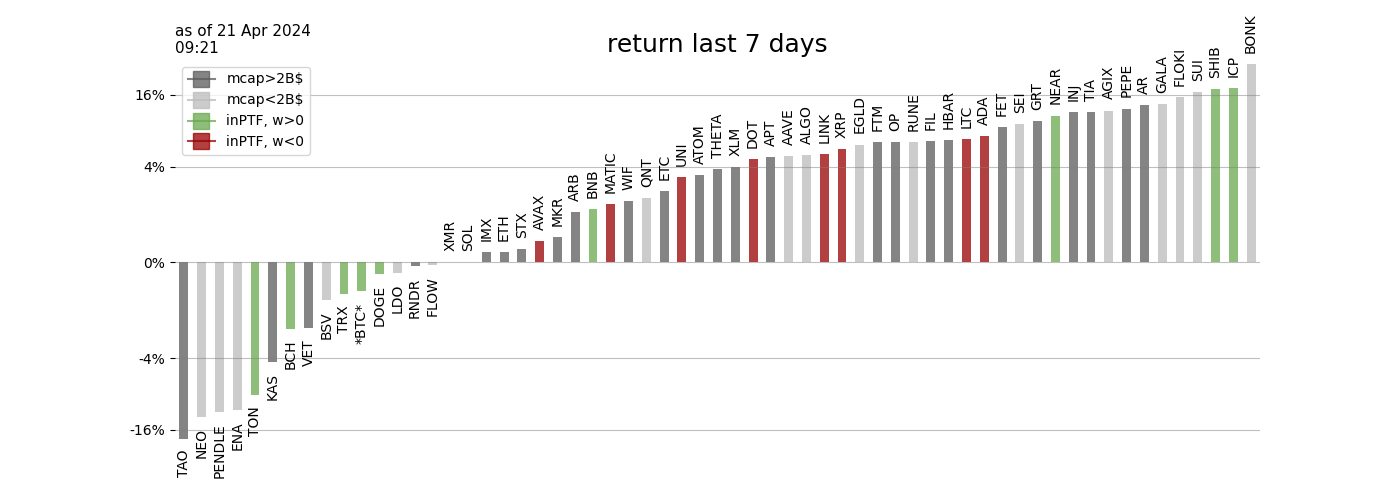 as of 21 Apr 2024
09:21
return last 7 days
mcap>2B$
mcap<2B$
inPTF, w>0
inPTF, w<0
16%
4%
0%
-4%
-16%
TAO
NEO
PENDLE
ENA
TON
KAS
BCH
VET
BSV
TRX
*BTC*
DOGE
LDO
RNDR
FLOW
XMR
SOL
IMX
ETH
STX
AVAX
MKR
ARB
BNB
MATIC
WIF
QNT
ETC
UNI
ATOM
THETA
XLM
DOT
APT
AAVE
ALGO
LINK
XRP
EGLD
FTM
OP
RUNE
FIL
HBAR
LTC
ADA
FET
SEI
GRT
NEAR
INJ
TIA
AGIX
PEPE
AR
GALA
FLOKI
SUI
SHIB
ICP
BONK